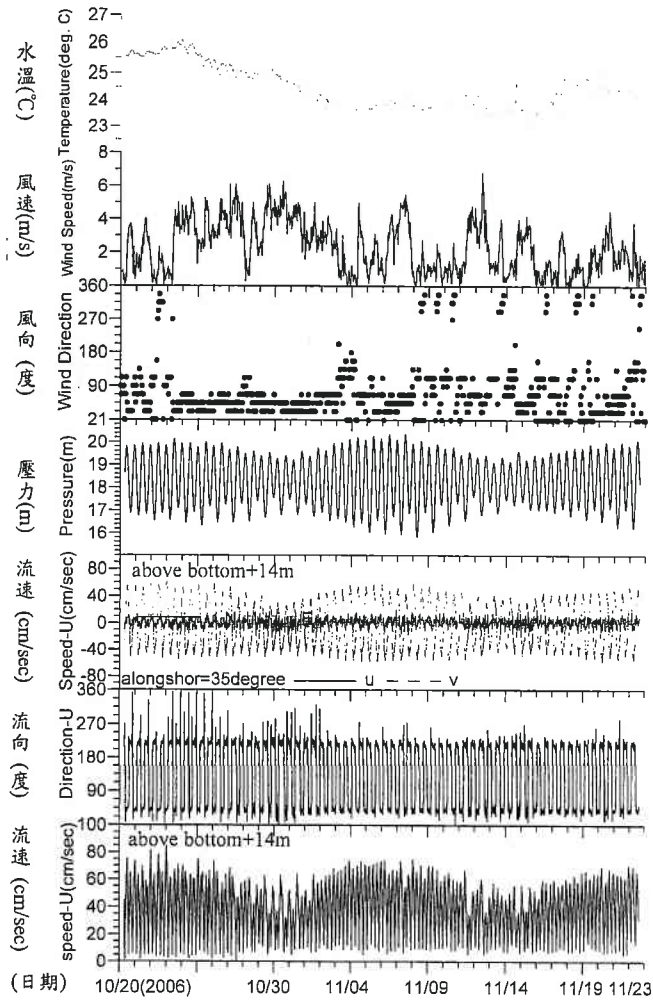 水溫(℃)
Temperature(deg. C)
27
26
25
24
23
風速(m/s)
Wind Speed(m/s)
8
6
4
2
風向(度)
Wind Direction
360
270
180
90
21
壓力(m)
Pressure(m)
20
19
18
17
16
流速(cm/sec)
Speed-U(cm/sec)
above bottom+14m
80
40
0
-40
-80
alongshor=35degree u v
流向(度)
Direction-U
360
270
180
90
流速(cm/sec)
speed-U(cm/sec)
above bottom+14m
100
80
60
40
20
0
(日期)
10/20(2006) 10/30 11/04 11/09 11/14 11/19 11/23